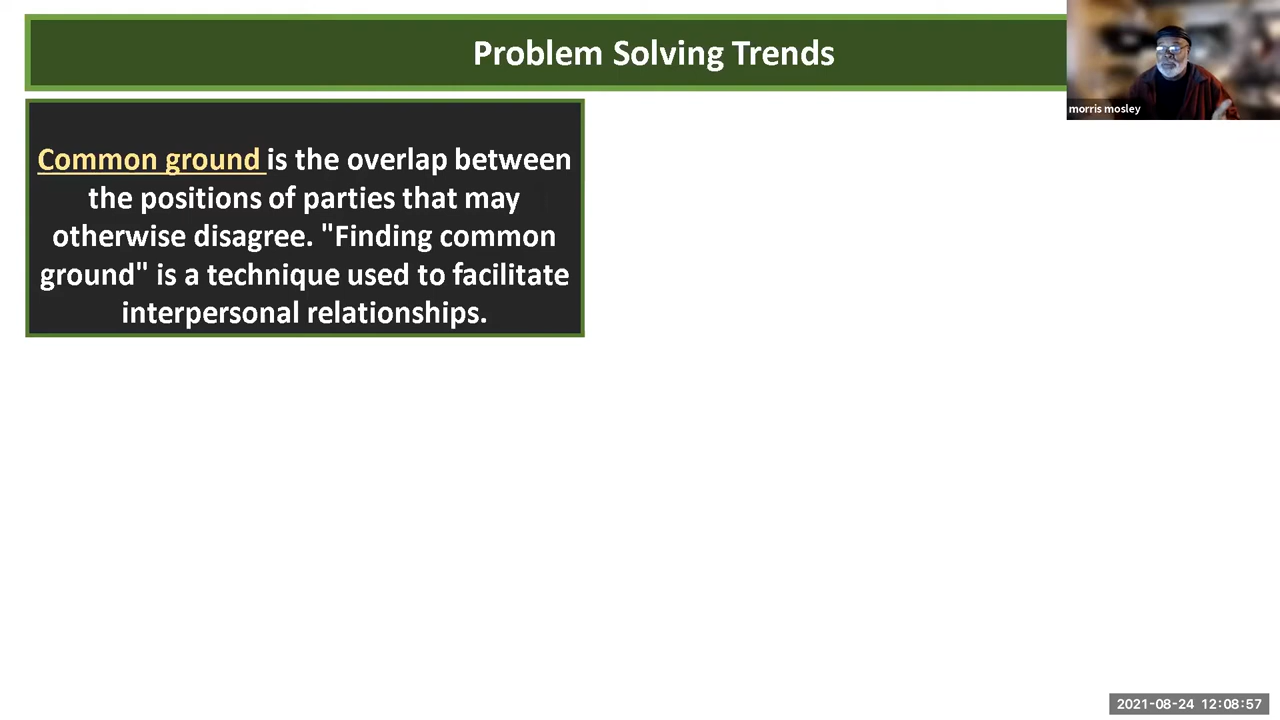 Problem Solving Trends
morris mosley
Common ground is the overlap between
the positions of parties that may
otherwise disagree. "Finding common
ground" is a technique used to facilitate
interpersonal relationships.
2021-08-24 12:08:57